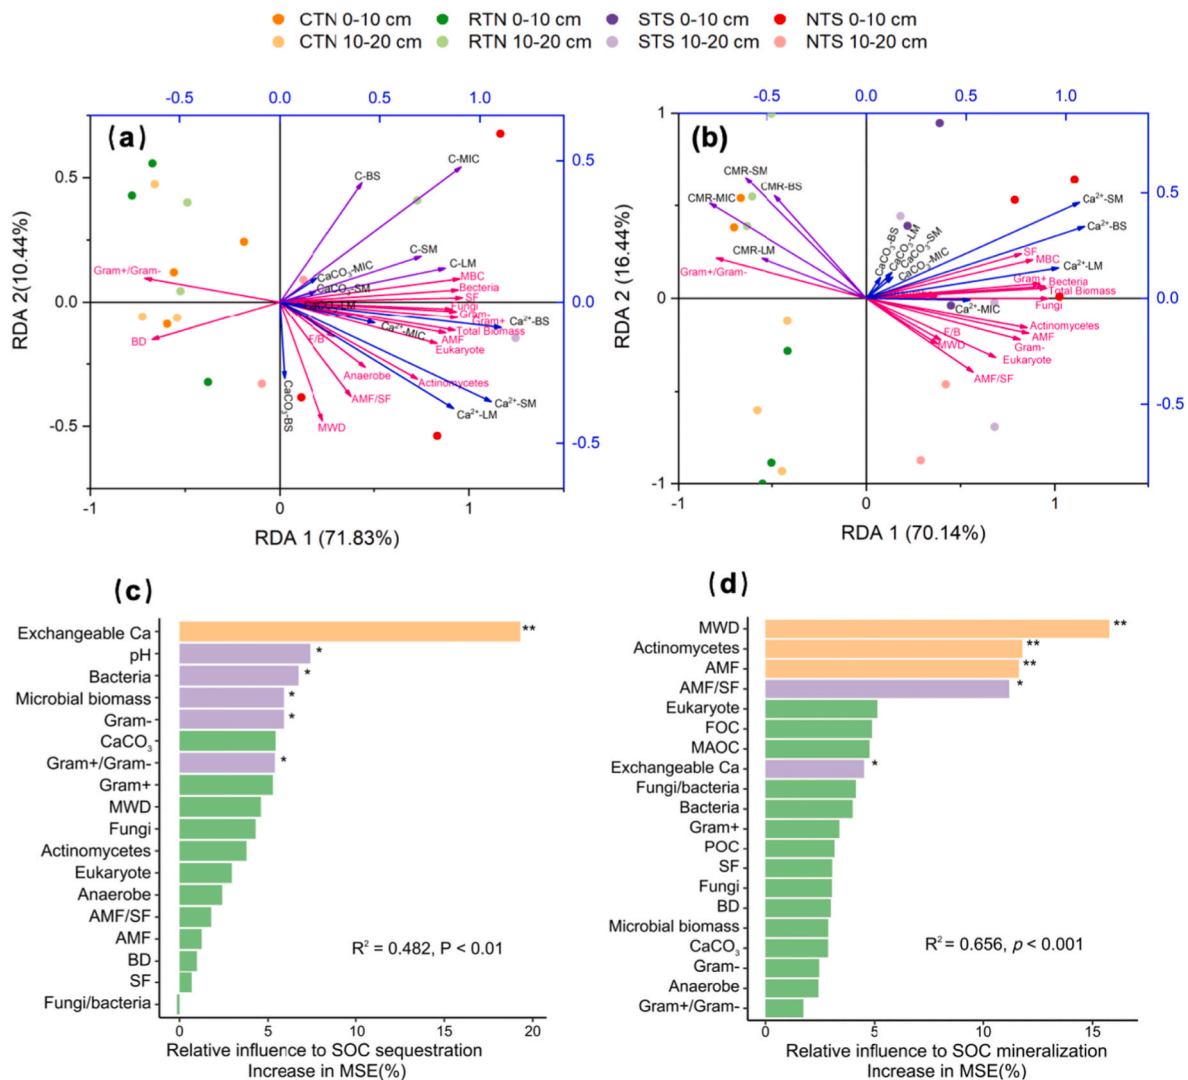 CTN 0-10 cm RTN 0-10 cm STS 0-10 cm NTS 0-10 cm
CTN 10-20 cm RTN 10-20 cm STS 10-20 cm NTS 10-20 cm
(a)
-0.5 0.0 0.5 1.0
0.5
0.0
-0.5
0.5
0.0
-0.5
-1 0 1
RDA 2(10.44%)
RDA 1 (71.83%)
C-MIC
C-BS
C-SM
C-LM
CaCO3-MIC
CaCO3-SM
CaCO3-LM
MBC
Becteria
SF
Fungi
Gram-
Gram+
Ca2+-BS
Total Biomass
Ca2+-MIC
AMF
Eukaryote
F/B
Anaerobe
Actinomycetes
AMF/SF
MWD
CaCO3-BS
Ca2+-SM
Ca2+-LM
Gram+/Gram-
BD
(b)
-0.5 0.0 0.5 1.0
1
0
-1
0.5
0.0
-0.5
-1 0 1
RDA 2 (16.44%)
RDA 1 (70.14%)
CMR-SM
CMR-BS
CMR-MIC
CMR-LM
Gram+/Gram-
CaCO3-BS
CaCO3-LM
CaCO3-SM
CaCO3-MIC
Ca2+-SM
Ca2+-BS
SF
MBC
Ca2+-LM
Gram+
Becteria
Total Biomass
Fungi
Ca2+-MIC
Actinomycetes
F/B
AMF
MWD
Gram-
Eukaryote
AMF/SF
(c)
Exchangeable Ca **
pH *
Bacteria *
Microbial biomass *
Gram- *
CaCO3
Gram+/Gram- *
Gram+
MWD
Fungi
Actinomycetes
Eukaryote
Anaerobe
AMF/SF
AMF
BD
SF
Fungi/bacteria
R2 = 0.482, P < 0.01
0 5 10 15 20
Relative influence to SOC sequestration
Increase in MSE(%)
(d)
MWD **
Actinomycetes **
AMF **
AMF/SF *
Eukaryote
FOC
MAOC
Exchangeable Ca *
Fungi/bacteria
Bacteria
Gram+
POC
SF
Fungi
BD
Microbial biomass
CaCO3
Gram-
Anaerobe
Gram+/Gram-
R2 = 0.656, p < 0.001
0 5 10 15
Relative influence to SOC mineralization
Increase in MSE(%)